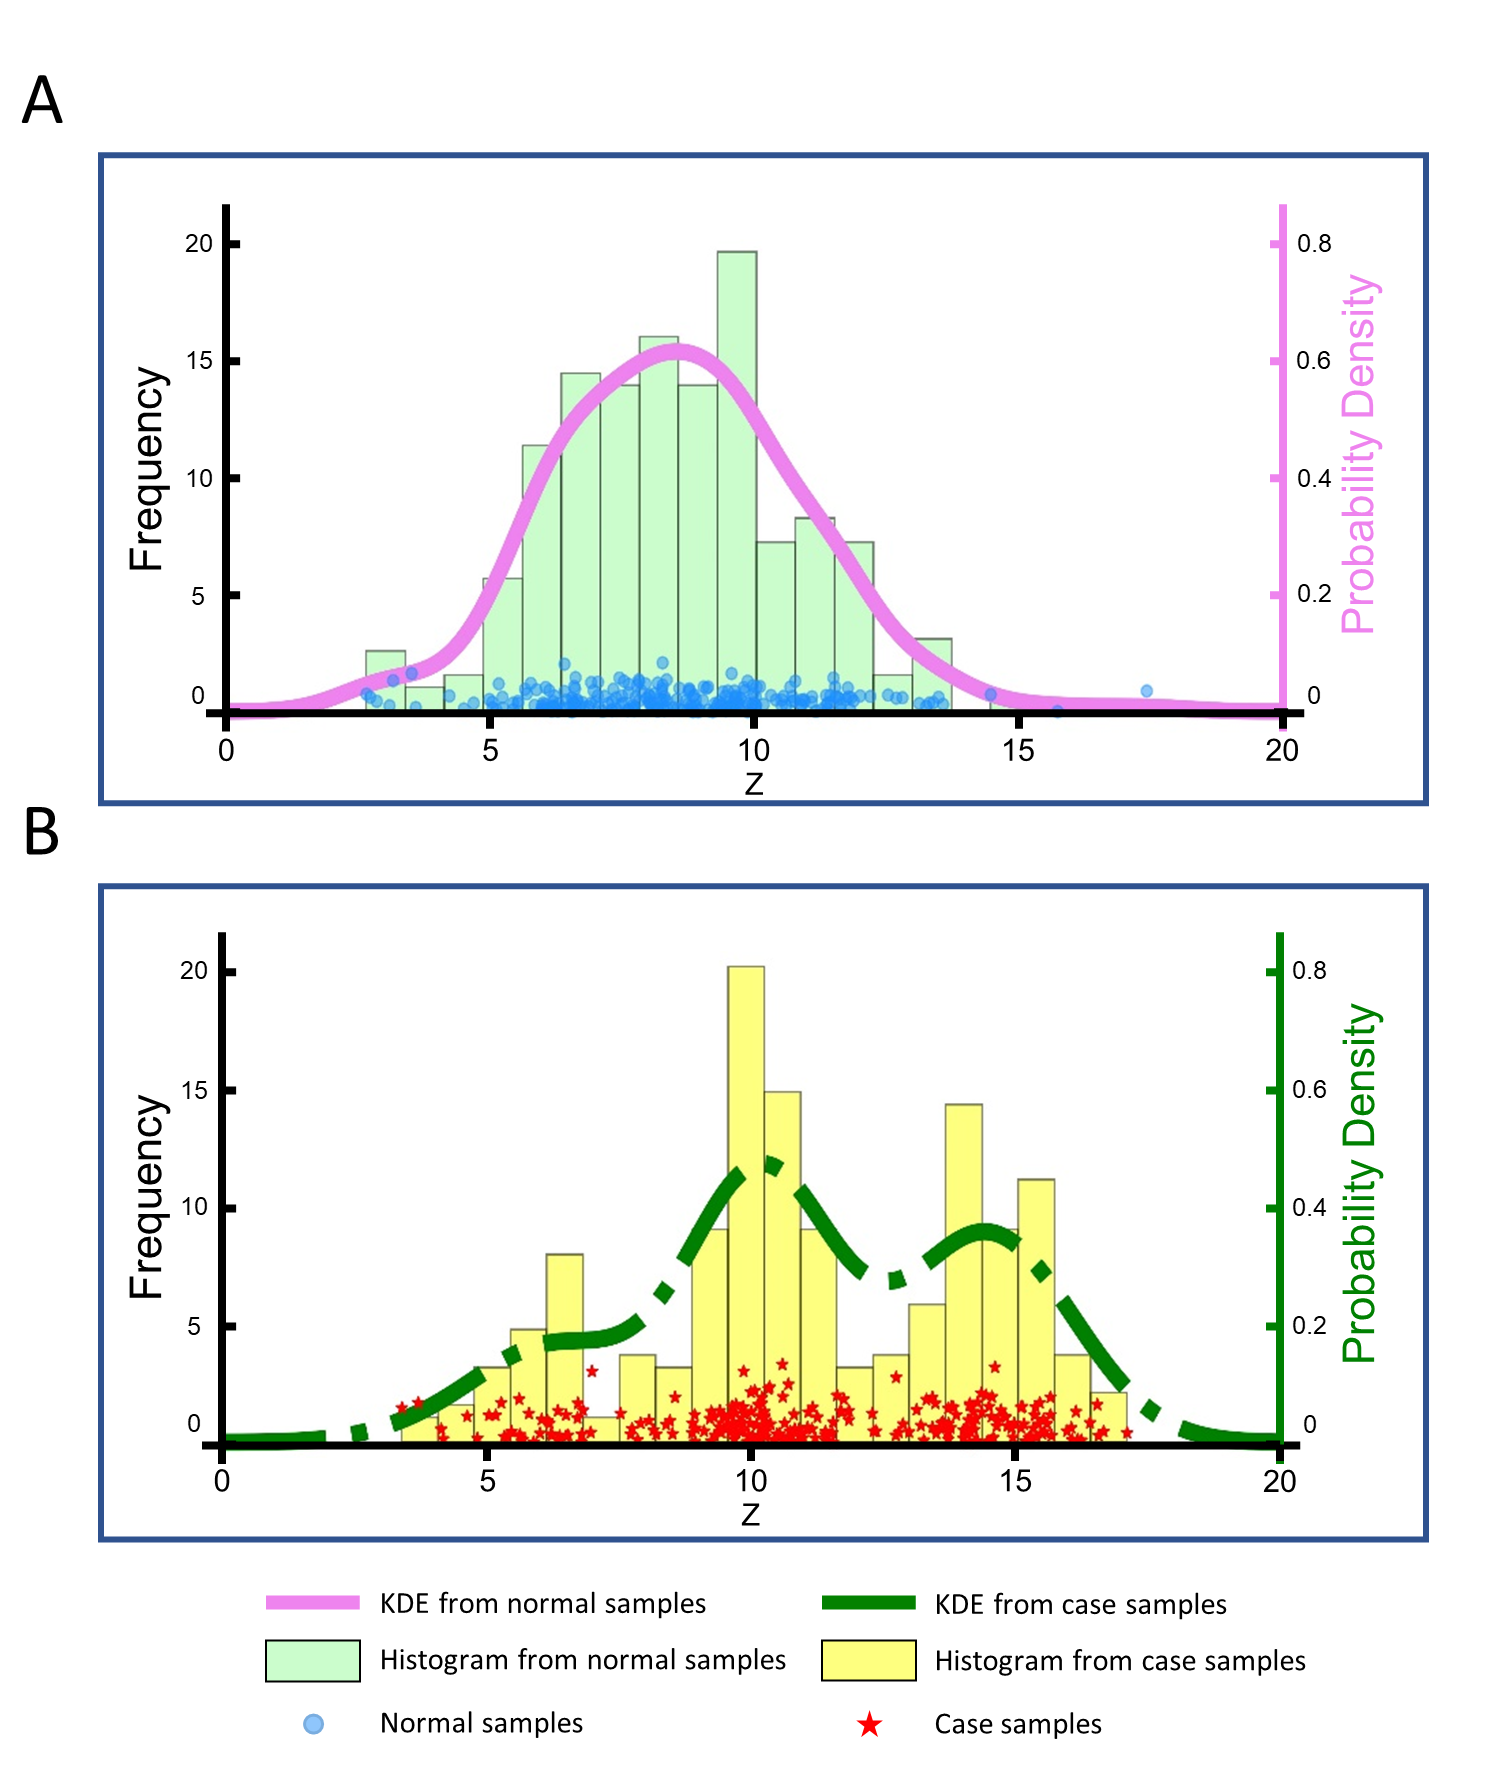 A
Frequency
20
15
10
5
0
0.8
0.6
0.4
0.2
0
Probability Density
0 5 10 15 20
Z
B
Frequency
20
15
10
5
0
0.8
0.6
0.4
0.2
0
Probability Density
0 5 10 15 20
Z
KDE from normal samples
KDE from case samples
Histogram from normal samples
Histogram from case samples
Normal samples
Case samples